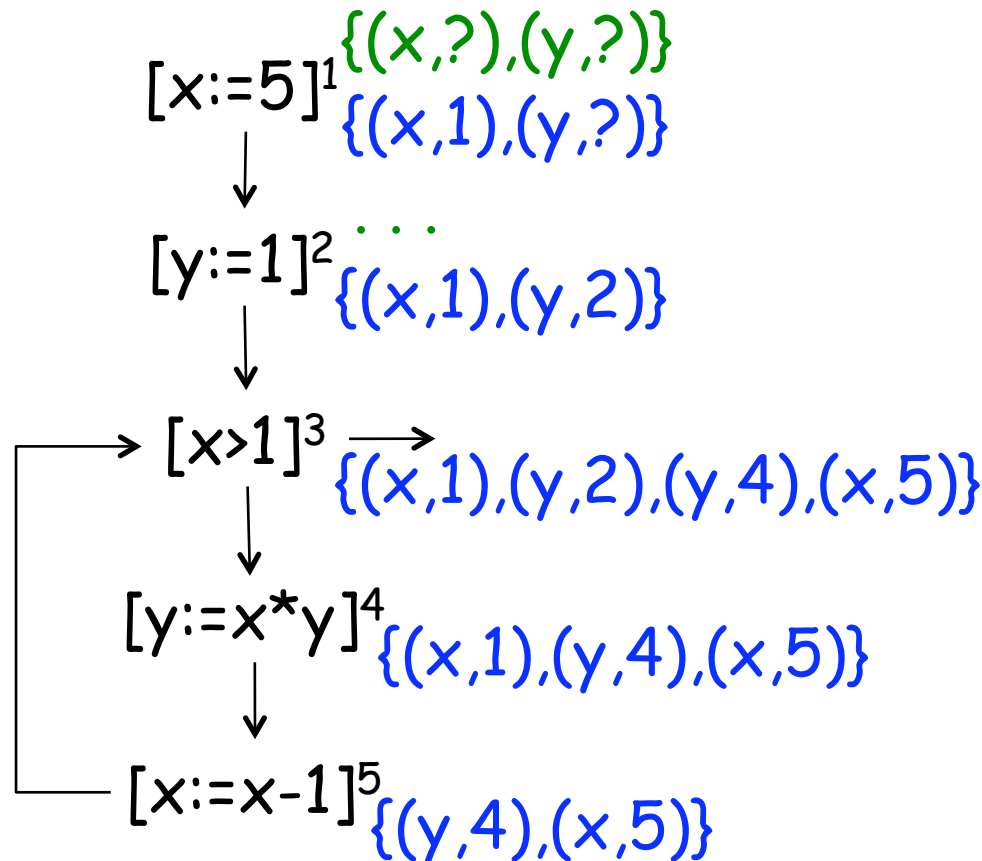 {(x,?),(y,?)}
[x:=5]1
{(x,1),(y,?)}
. . .
[y:=1]2
{(x,1),(y,2)}
[x>1]3
{(x,1),(y,2),(y,4),(x,5)}
[y:=x*y]4
{(x,1),(y,4),(x,5)}
[x:=x-1]5
{(y,4),(x,5)}